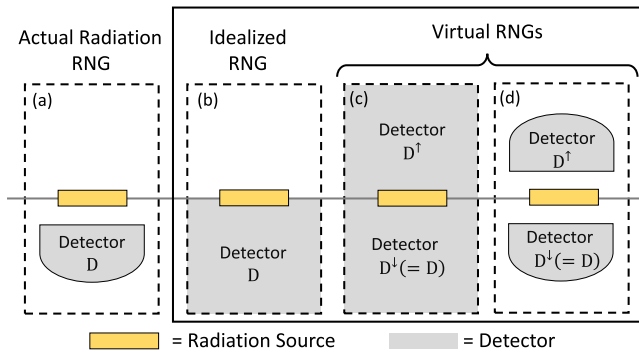 Actual Radiation
RNG
Idealized
RNG
Virtual RNGs
(a)
(b)
(c)
(d)
Detector
D
Detector
D
Detector
D↑
Detector
D↓(= D)
Detector
D↑
Detector
D↓(= D)
= Radiation Source
= Detector